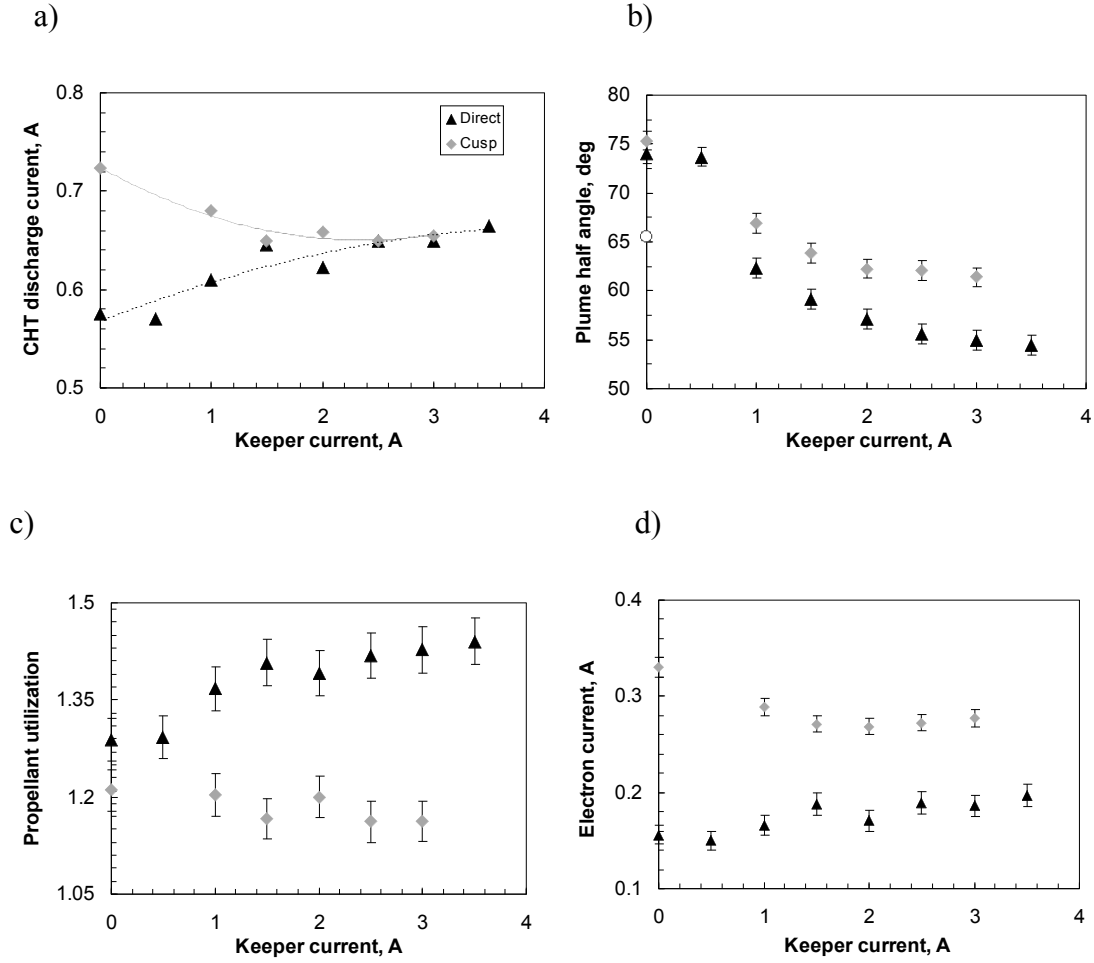 a)
b)
0.8
0.7
0.6
0.5
CHT discharge curent, A
Direct
Cusp
0
1
2
3
4
Keeper current, A
80
75
70
65
60
55
50
Plume half angle, deg
0
1
2
3
4
Keeper current, A
c)
d)
1.5
1.35
1.2
1.05
Propellant utilization
0
1
2
3
4
Keeper current, A
0.4
0.3
0.2
0.1
Electron current, A
0
1
2
3
4
Keeper current, A